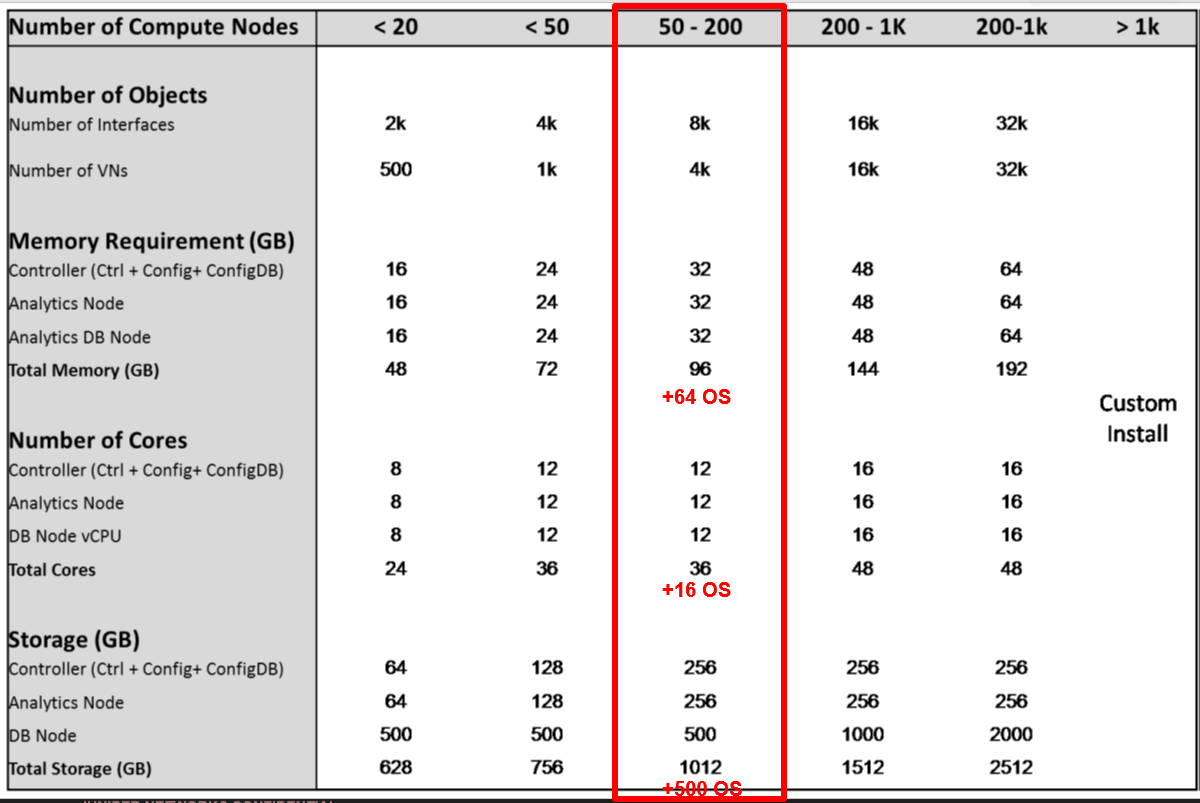 Number of Compute Nodes < 20 < 50 50 - 200 200 - 1K 200-1k > 1k
Number of Objects
Number of Interfaces 2k 4k 8k 16k 32k
Number of VNs 500 1k 4k 16k 32k
Memory Requirement (GB)
Controller (Ctrl + Config+ ConfigDB) 16 24 32 48 64
Analytics Node 16 24 32 48 64
Analytics DB Node 16 24 32 48 64
Total Memory (GB) 48 72 96 144 192
+64 OS
Custom
Install
Number of Cores
Controller (Ctrl + Config+ ConfigDB) 8 12 12 16 16
Analytics Node 8 12 12 16 16
DB Node vCPU 8 12 12 16 16
Total Cores 24 36 36 48 48
+16 OS
Storage (GB)
Controller (Ctrl + Config+ ConfigDB) 64 128 256 256 256
Analytics Node 64 128 256 256 256
DB Node 500 500 500 1000 2000
Total Storage (GB) 628 756 1012 1512 2512
+500 OS
JUNIPER NETWORKS CONFIDENTIAL